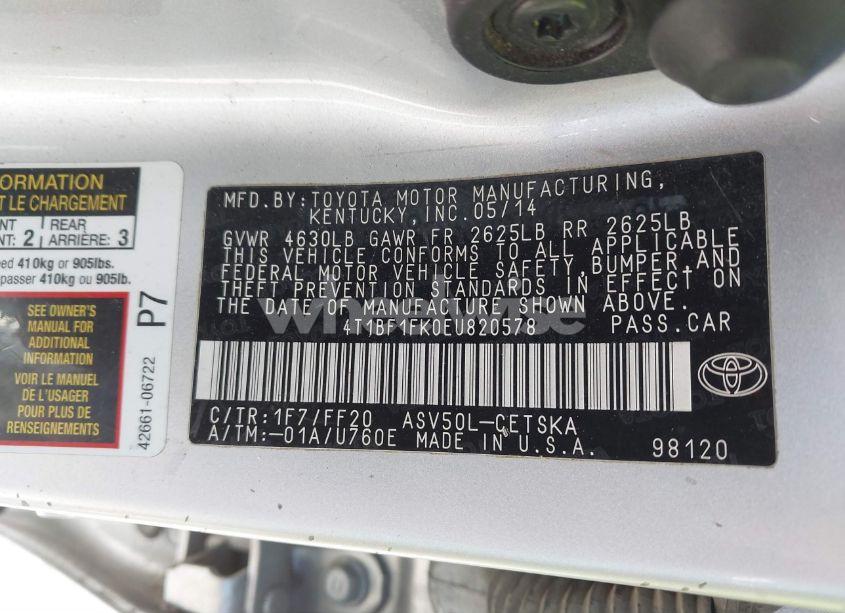 ORMATION
T LE CHARGEMENT
NT 2 REAR
NT: ARRIÈRE: 3
ed 410kg or 905lbs.
passer 410kg ou 905lb.
SEE OWNER'S
MANUAL FOR
ADDITIONAL
INFORMATION
VOIR LE MANUEL
DE L'USAGER
POUR PLUS DE
RENSEIGNEMENTS
P7
42661-06722
MFD.BY:TOYOTA MOTOR MANUFACTURING,
KENTUCKY,INC.05/14
GVWR 4630LB GAWR FR 2625LB RR 2625LB
THIS VEHICLE CONFORMS TO ALL APPLICABLE
FEDERAL MOTOR VEHICLE SAFETY,BUMPER,AND
THEFT PREVENTION STANDARDS IN EFFECT ON
THE DATE OF MANUFACTURE SHOWN ABOVE.
4T1BF1FK0EU820578 PASS.CAR
C/TR:1F7/FF20 ASV50L-CETSKA
A/TM:-01A/U760E MADE IN U.S.A. 98120